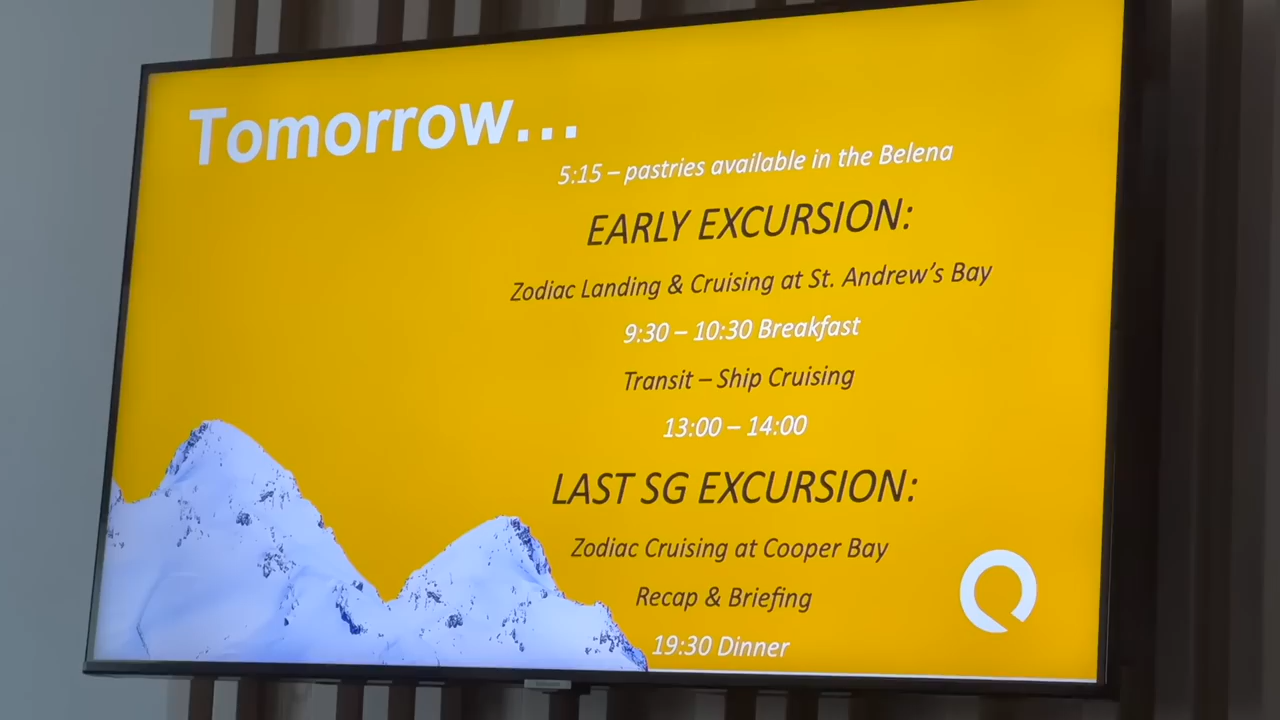 Tomorrow...
5:15 – pastries available in the Belena
EARLY EXCURSION:
Zodiac Landing & Cruising at St. Andrew's Bay
9:30 – 10:30 Breakfast
Transit – Ship Cruising
13:00 – 14:00
LAST SG EXCURSION:
Zodiac Cruising at Cooper Bay
Recap & Briefing
19:30 Dinner